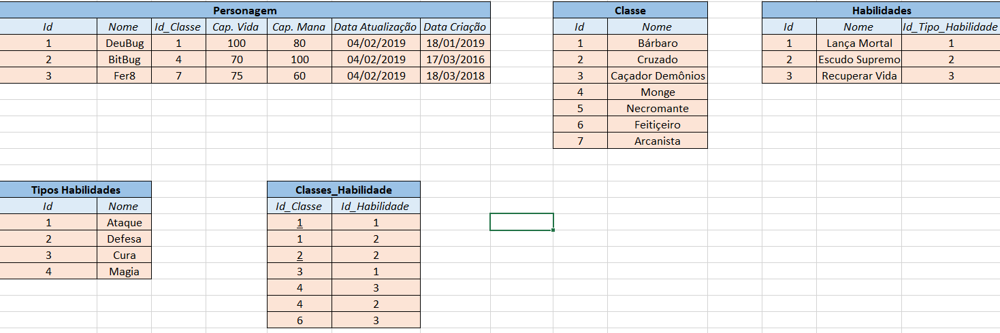 Personagem Classe Habilidades
Id Nome Id_Classe Cap. Vida Cap. Mana Data Atualização Data Criação Id Nome Id Nome Id_Tipo_Habilidade
1 DeuBug 1 100 80 04/02/2019 18/01/2019 1 Bárbaro 1 Lança Mortal 1
2 BitBug 4 70 100 04/02/2019 17/03/2016 2 Cruzado 2 Escudo Supremo 2
3 Fer8 7 75 60 04/02/2019 18/03/2018 3 Caçador Demônios 3 Recuperar Vida 3
4 Monge
5 Necromante
6 Feitiçeiro
7 Arcanista
Tipos Habilidades Classes_Habilidade
Id Nome Id_Classe Id_Habilidade
1 Ataque 1 1
2 Defesa 1 2
3 Cura 2 2
4 Magia 3 1
4 3
4 2
6 3